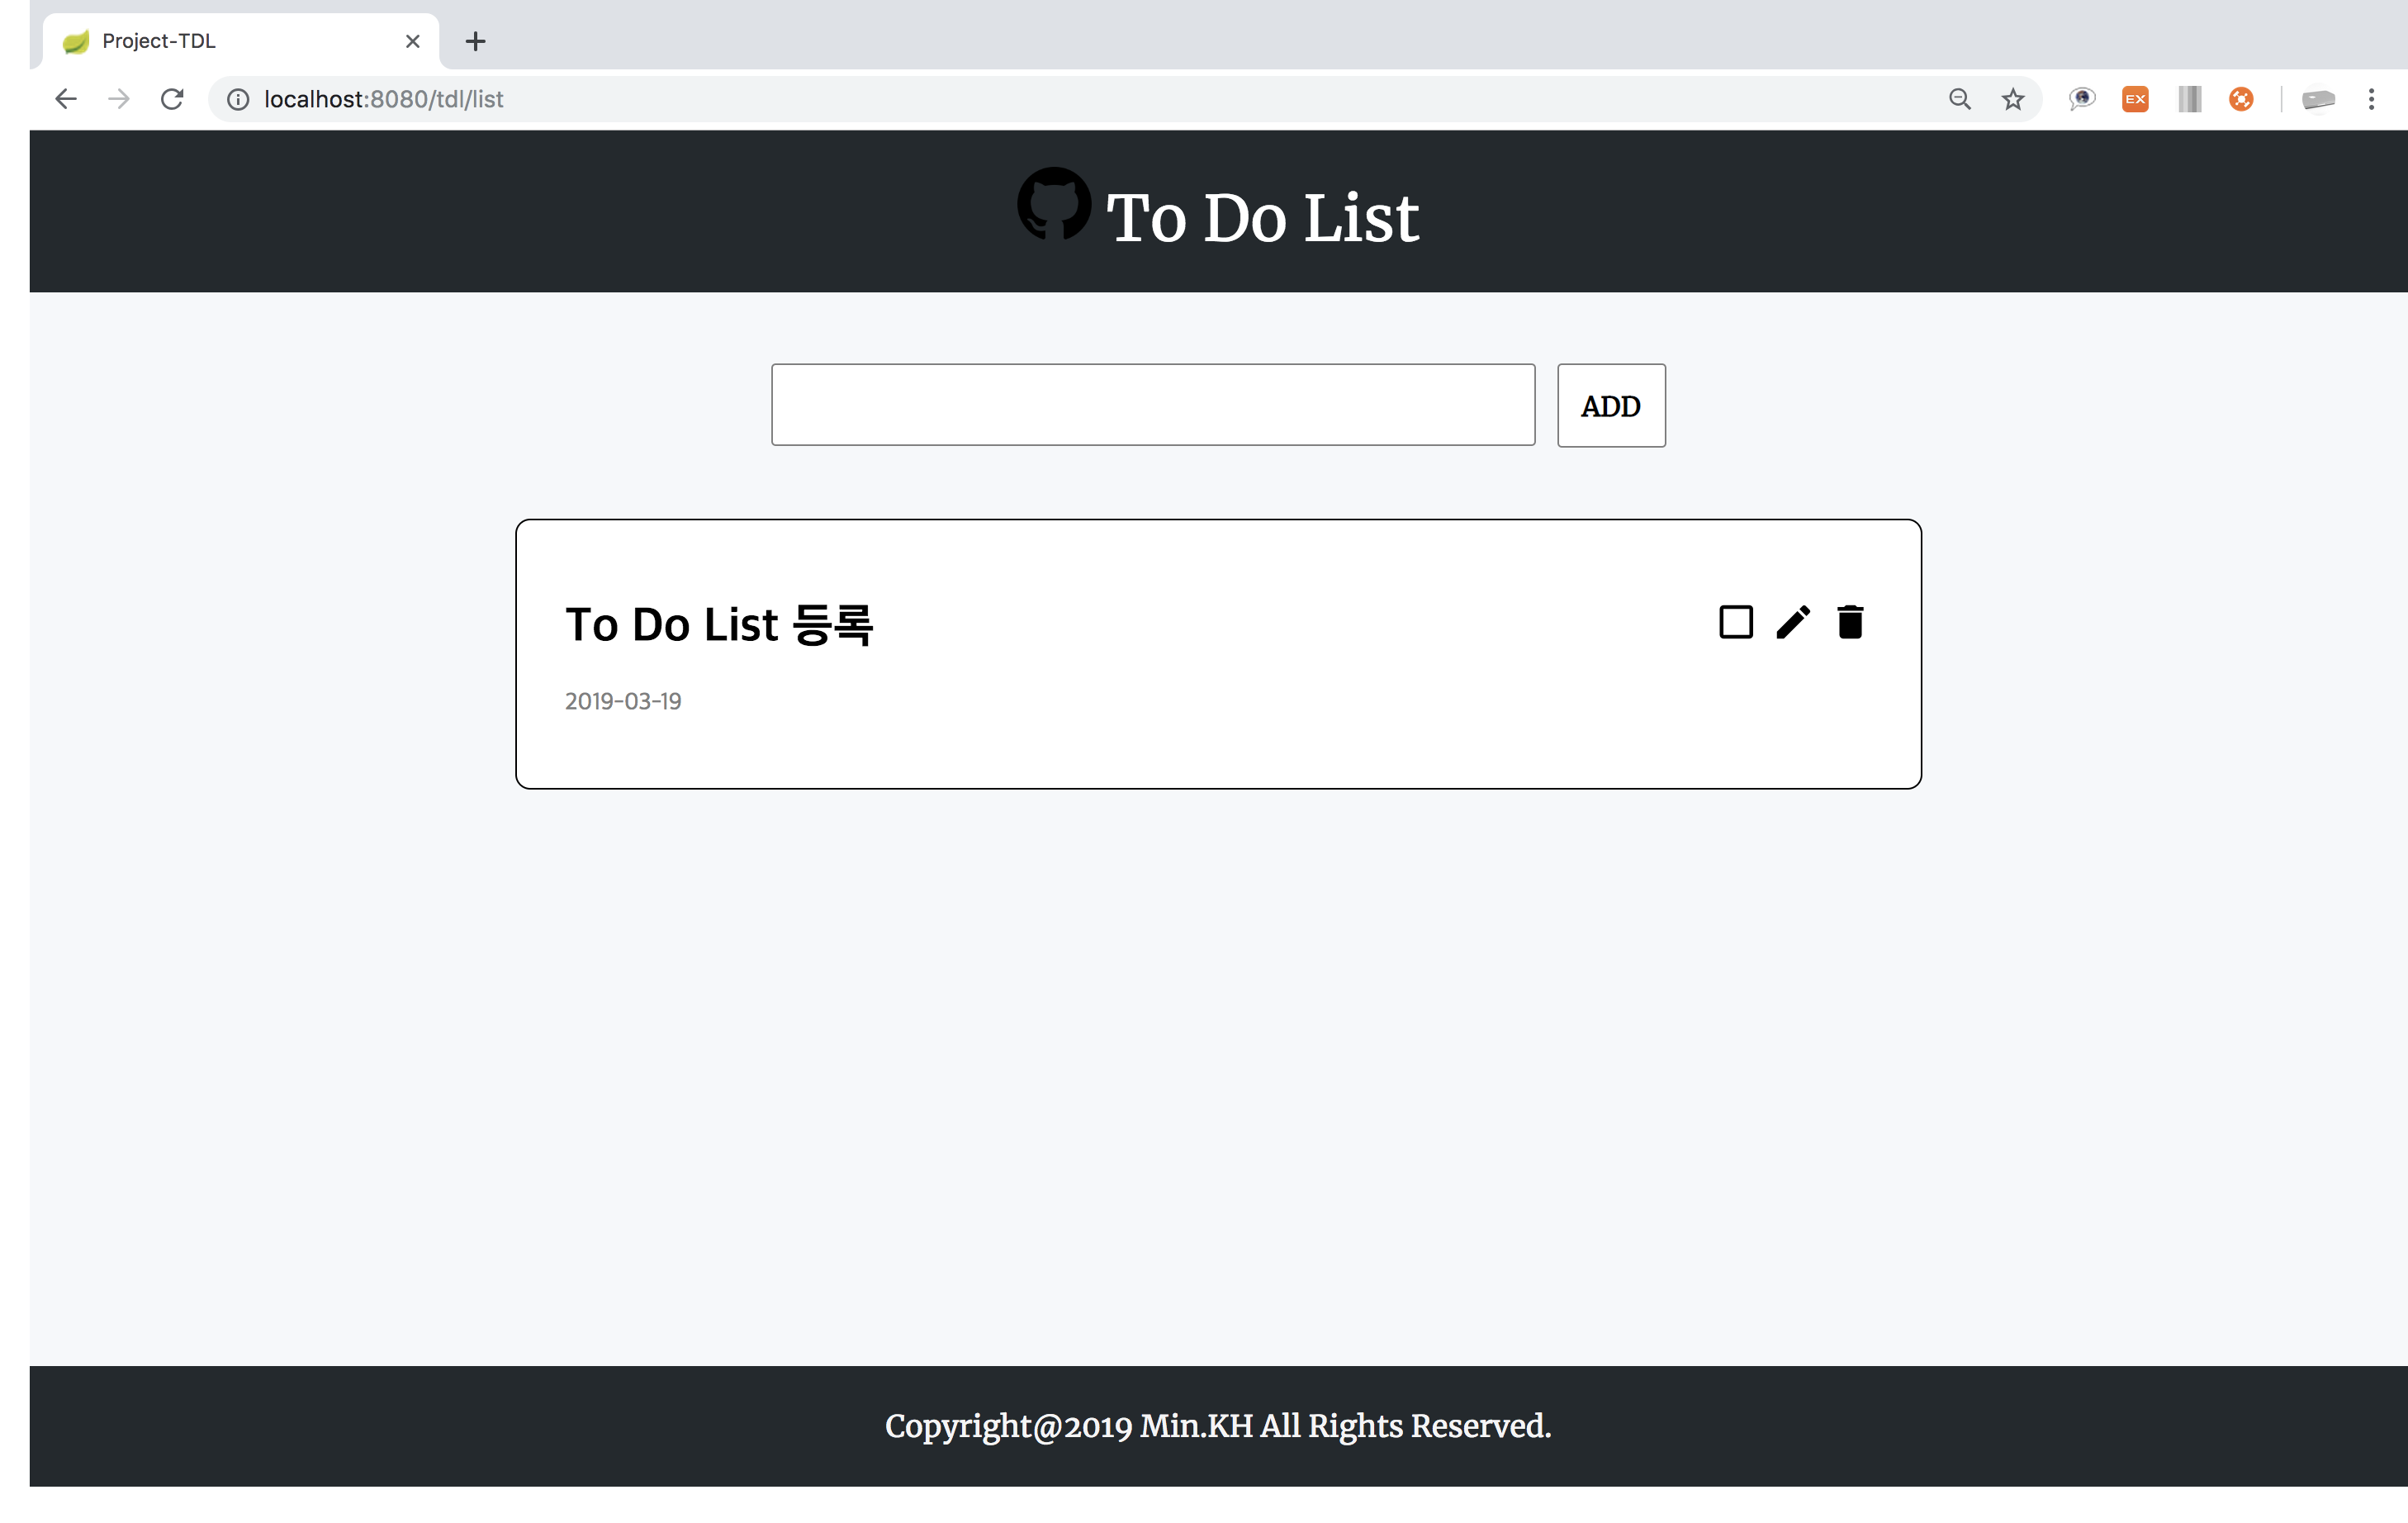 Project-TDL
localhost:8080/tdl/list
EX
To Do List
ADD
To Do List 등록
2019-03-19
Copyright@2019 Min.KH All Rights Reserved.